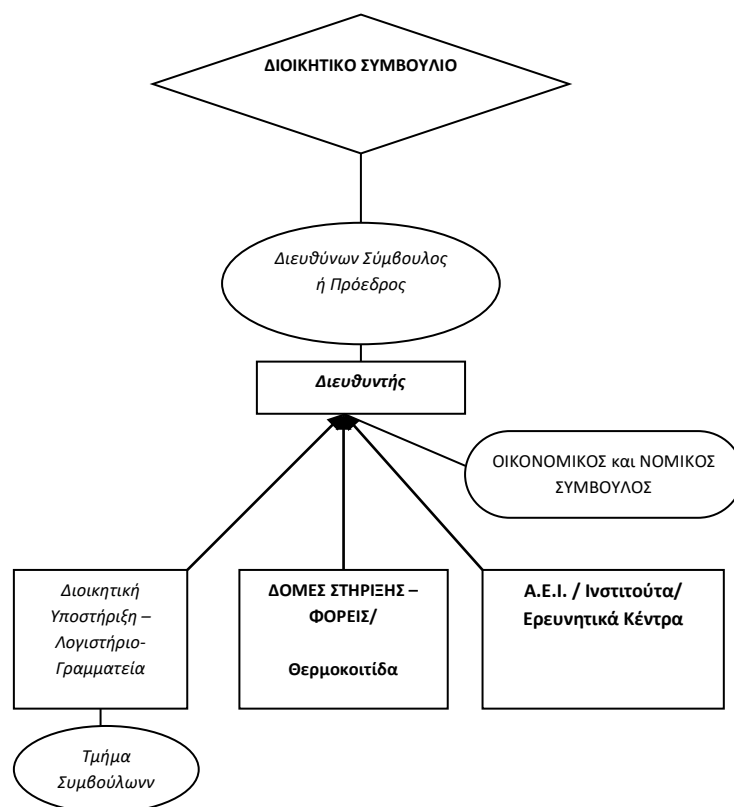 ΔΙΟΙΚΗΤΙΚΟ ΣΥΜΒΟΥΛΙΟ
Διευθύνων Σύμβουλος
ή Πρόεδρος
Διευθυντής
ΟΙΚΟΝΟΜΙΚΟΣ και ΝΟΜΙΚΟΣ
ΣΥΜΒΟΥΛΟΣ
Διοικητική
Υποστήριξη –
Λογιστήριο-
Γραμματεία
ΔΟΜΕΣ ΣΤΗΡΙΞΗΣ –
ΦΟΡΕΙΣ/
Θερμοκοιτίδα
Α.Ε.Ι. / Ινστιτούτα/
Ερευνητικά Κέντρα
Τμήμα
Συμβούλωνν